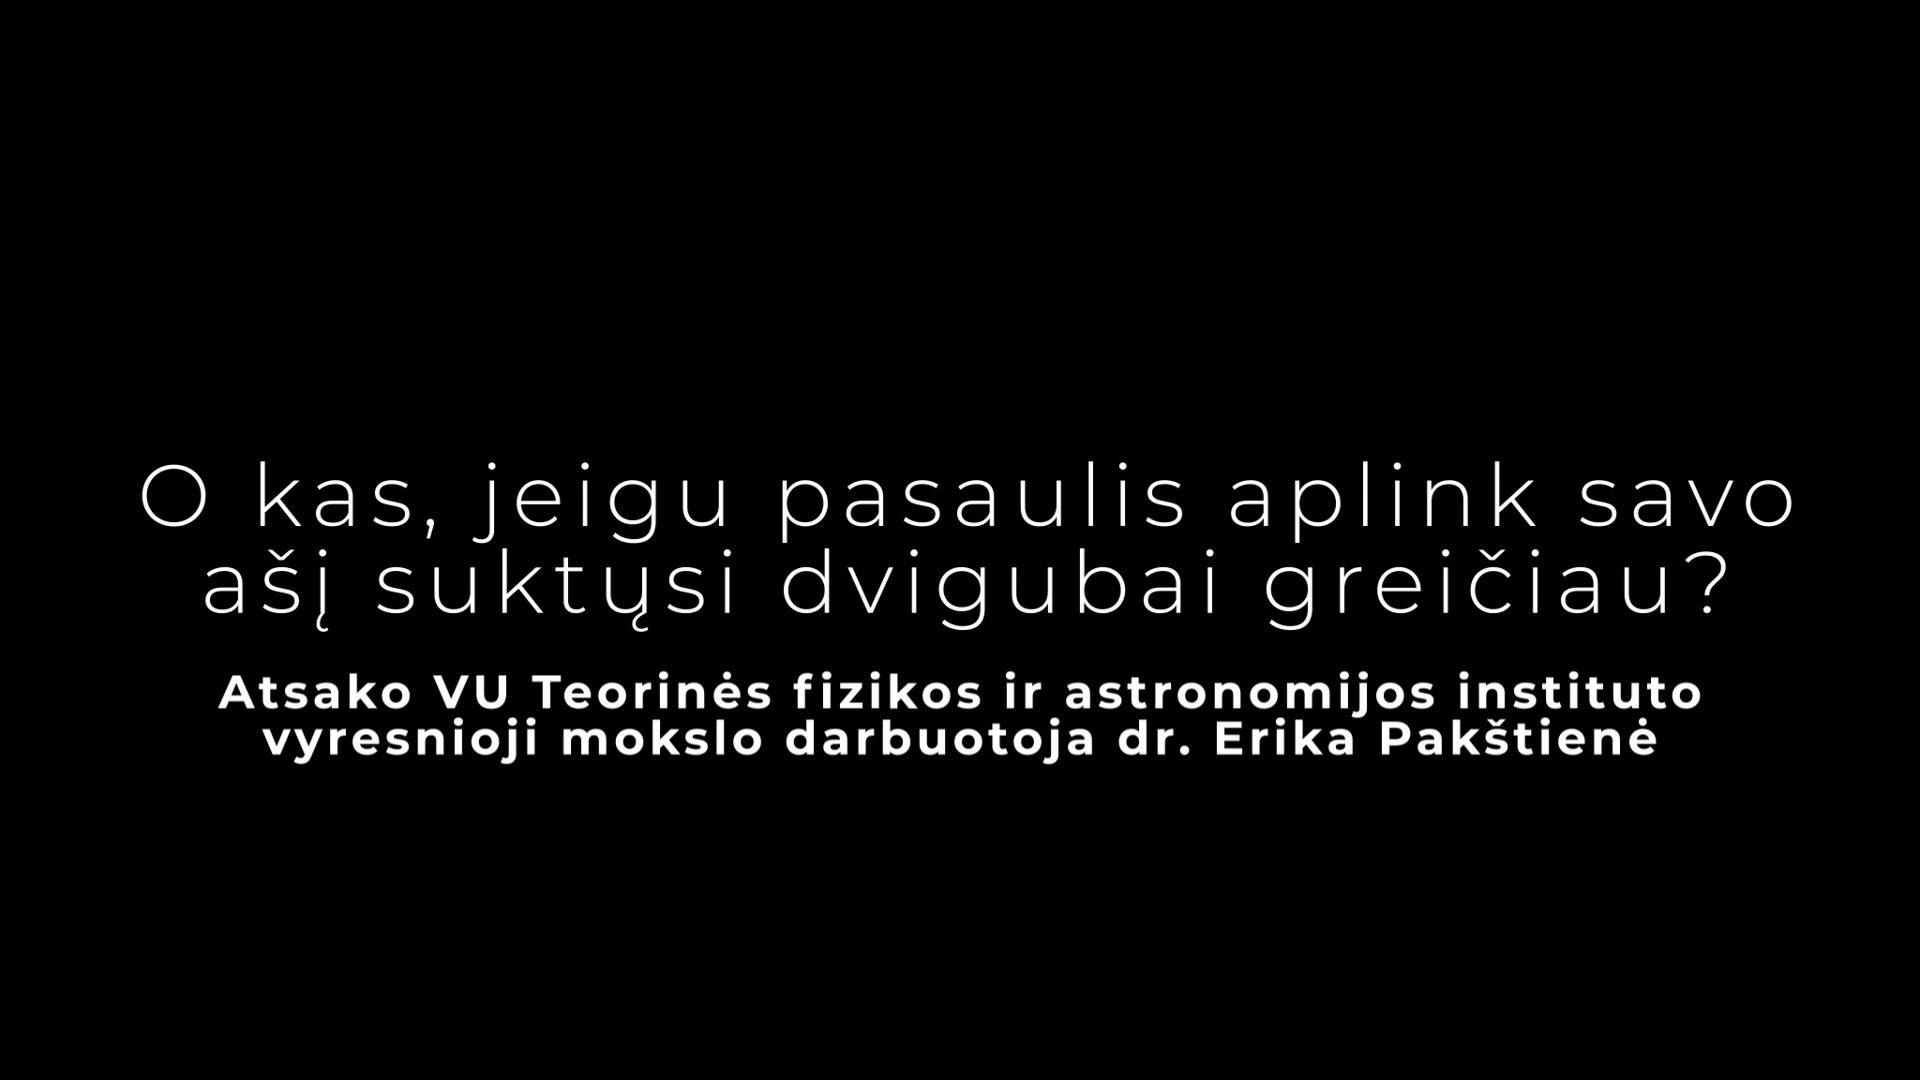 O kas, jeigu pasaulis aplink savo
ašį suktųsi dvigubai greičiau?
Atsako VU Teorinės fizikos ir astronomijos instituto
vyresnioji mokslo darbuotoja dr. Erika Pakštienė